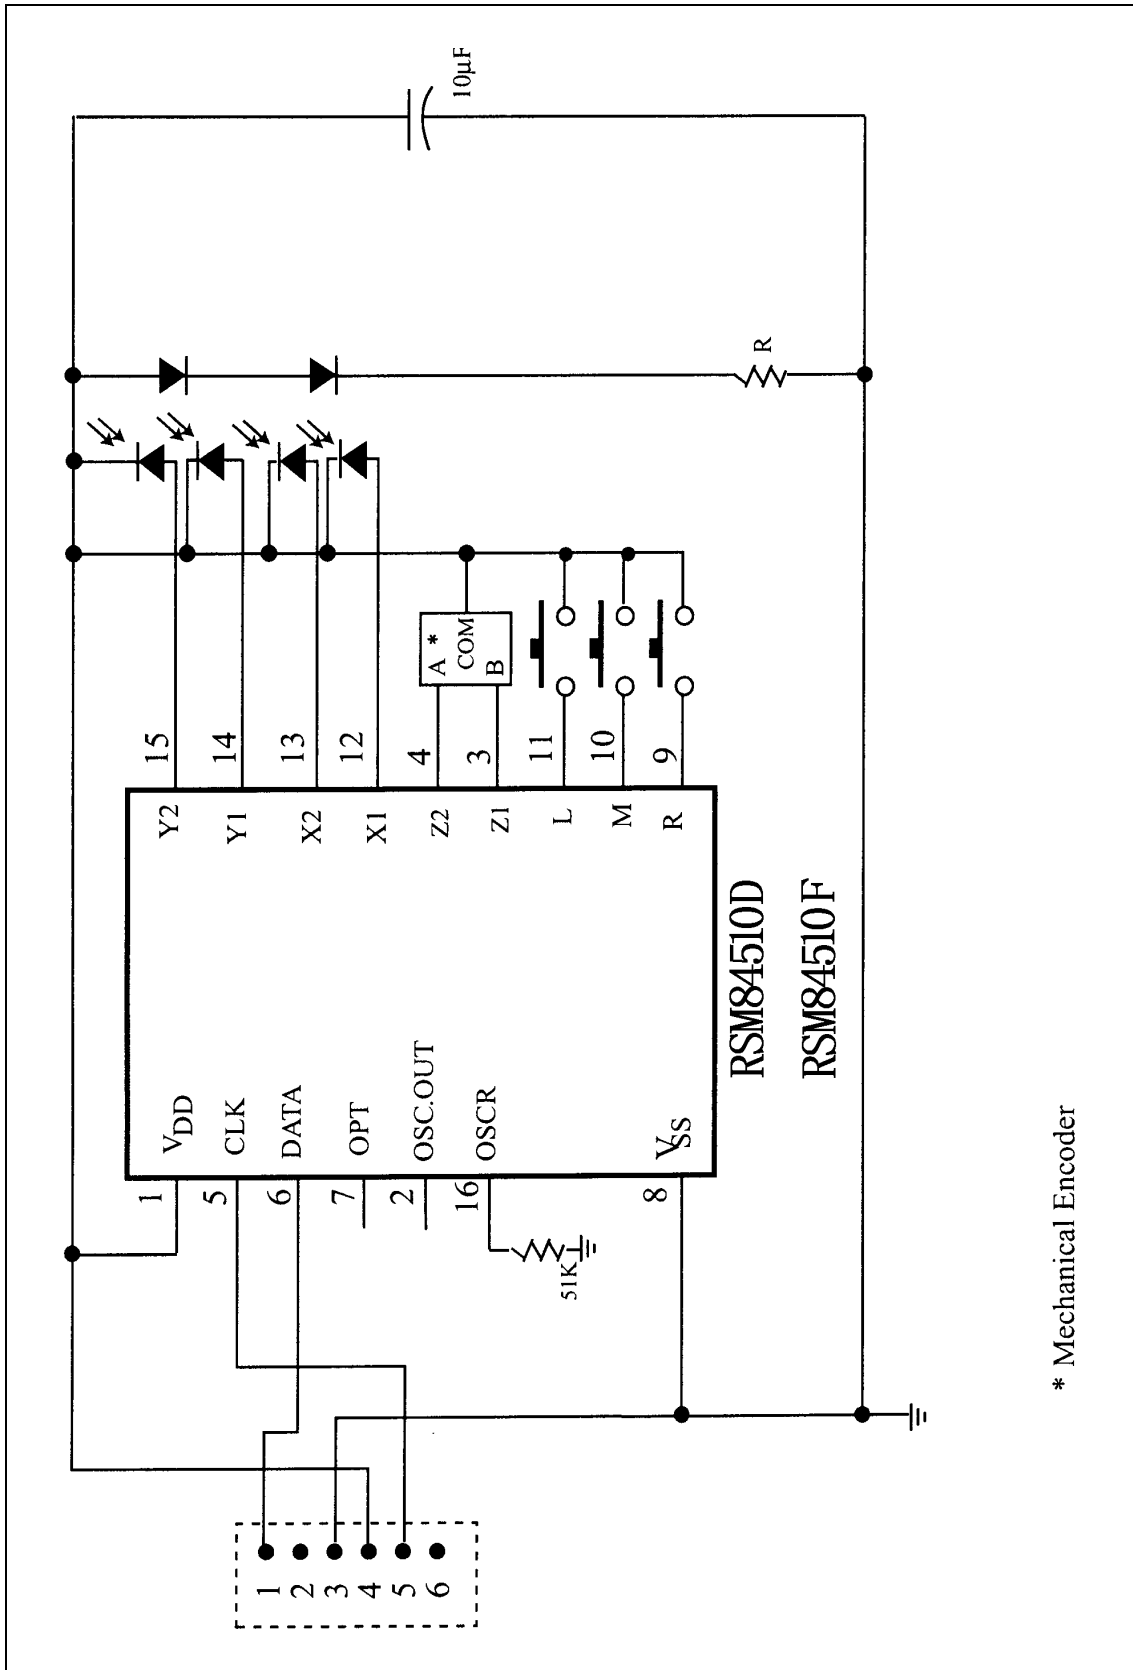 10µF
R
15
14
13
12
4
3
11
10
9
A *
COM
B
Y2
Y1
X2
X1
Z2
Z1
L
M
R
RSM84510D
RSM84510F
VDD
CLK
DATA
OPT
OSC.OUT
OSCR
VSS
1
5
6
7
2
16
8
51K
1
2
3
4
5
6
* Mechanical Encoder